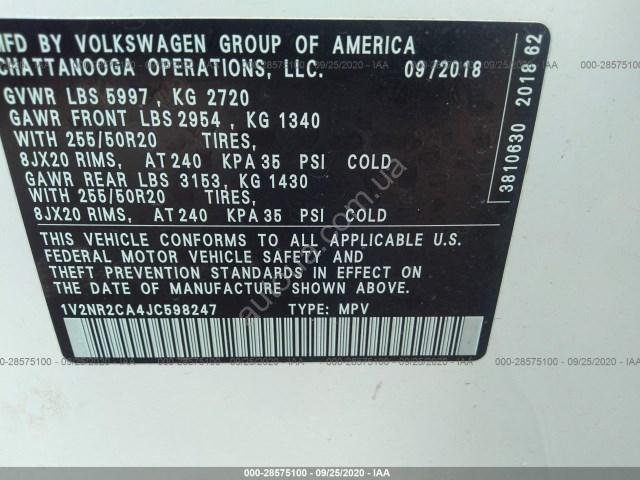 MFD BY VOLKSWAGEN GROUP OF AMERICA
CHATTANOOGA OPERATIONS, LLC. 09/2018
GVWR LBS 5997 , KG 2720
GAWR FRONT LBS 2954 , KG 1340
WITH 255/50R20 TIRES,
8JX20 RIMS, AT 240 KPA 35 PSI COLD
GAWR REAR LBS 3153, KG 1430
WITH 255/50R20 TIRES,
8JX20 RIMS, AT 240 KPA 35 PSI COLD
THIS VEHICLE CONFORMS TO ALL APPLICABLE U.S.
FEDERAL MOTOR VEHICLE SAFETY AND
THEFT PREVENTION STANDARDS IN EFFECT ON
THE DATE OF MANUFACTURE SHOWN ABOVE.
1V2NR2CA4JC598247 TYPE: MPV
3810630 2018 62
000-28575100 - 09/25/2020 - IAA